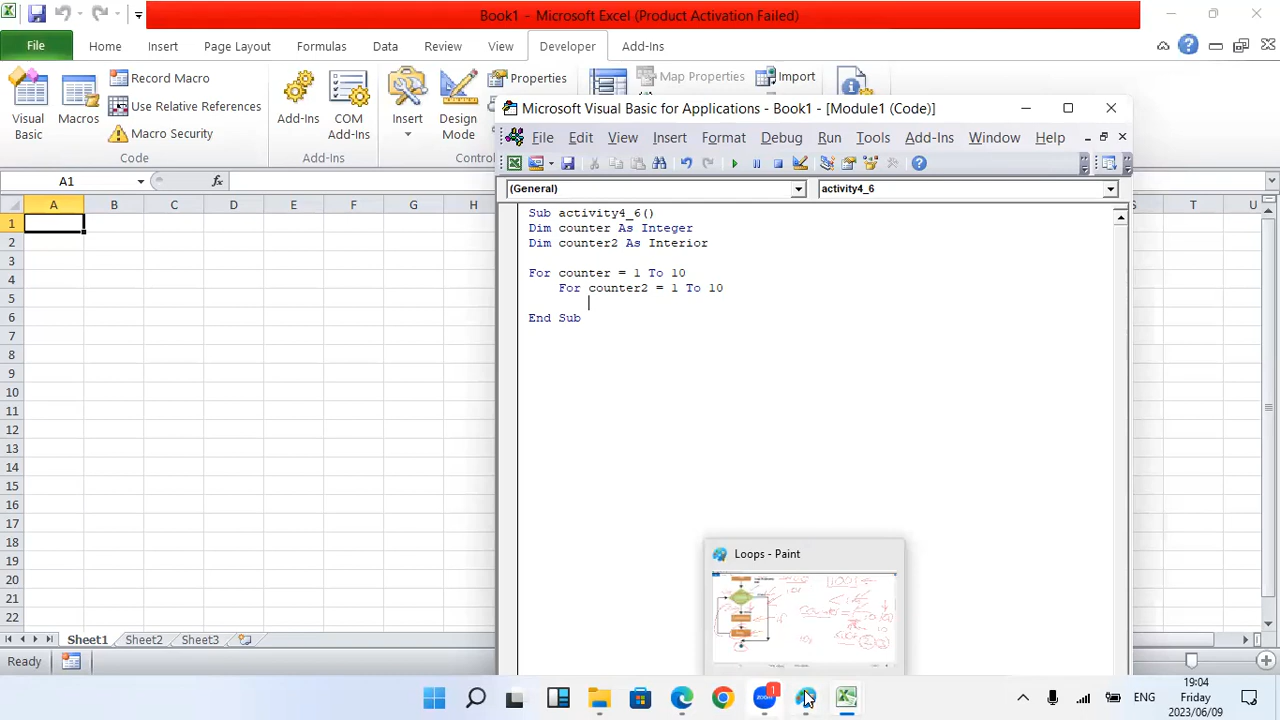 Book1 - Microsoft Excel (Product Activation Failed)
File Home Insert Page Layout Formulas Data Review View Developer Add-Ins
Visual Basic
Macros
Record Macro
Use Relative References
Macro Security
Code
Add-Ins
COM Add-Ins
Add-Ins
Insert
Design Mode
Properties
Map Properties
Import
A1
fx
A B C D E F G H S T U
1
2
3
4
5
6
7
8
9
10
11
12
13
14
15
16
17
18
19
20
21
22
Microsoft Visual Basic for Applications - Book1 - [Module1 (Code)]
File Edit View Insert Format Debug Run Tools Add-Ins Window Help
(General) activity4_6
Sub activity4_6()
Dim counter As Integer
Dim counter2 As Interior
For counter = 1 To 10
For counter2 = 1 To 10
End Sub
Loops - Paint
Sheet1 Sheet2 Sheet3
Ready
zoom 1
ENG
19:04
Friday
2023/06/09